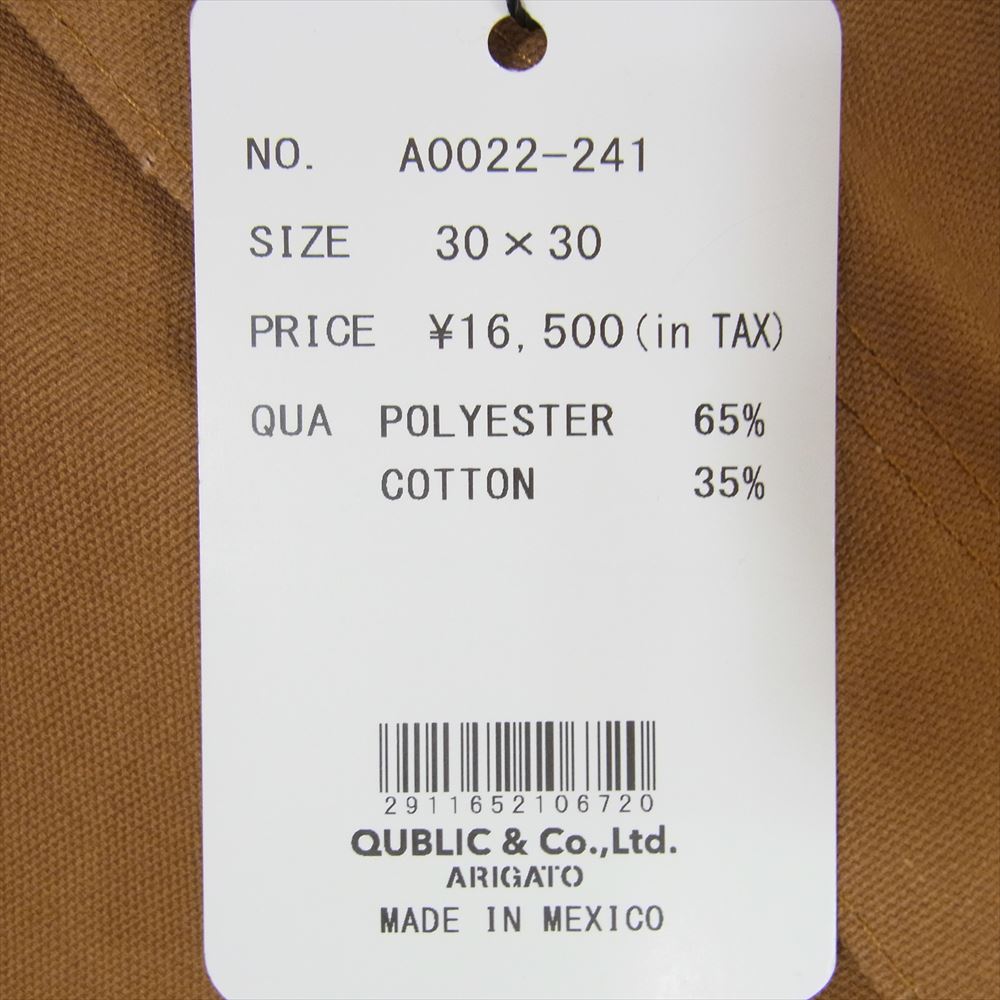 NO. A0022-241
SIZE 30×30
PRICE ¥16,500(in TAX)
QUA POLYESTER 65%
COTTON 35%
2911652106720
QUBLIC & Co.,Ltd.
ARIGATO
MADE IN MEXICO